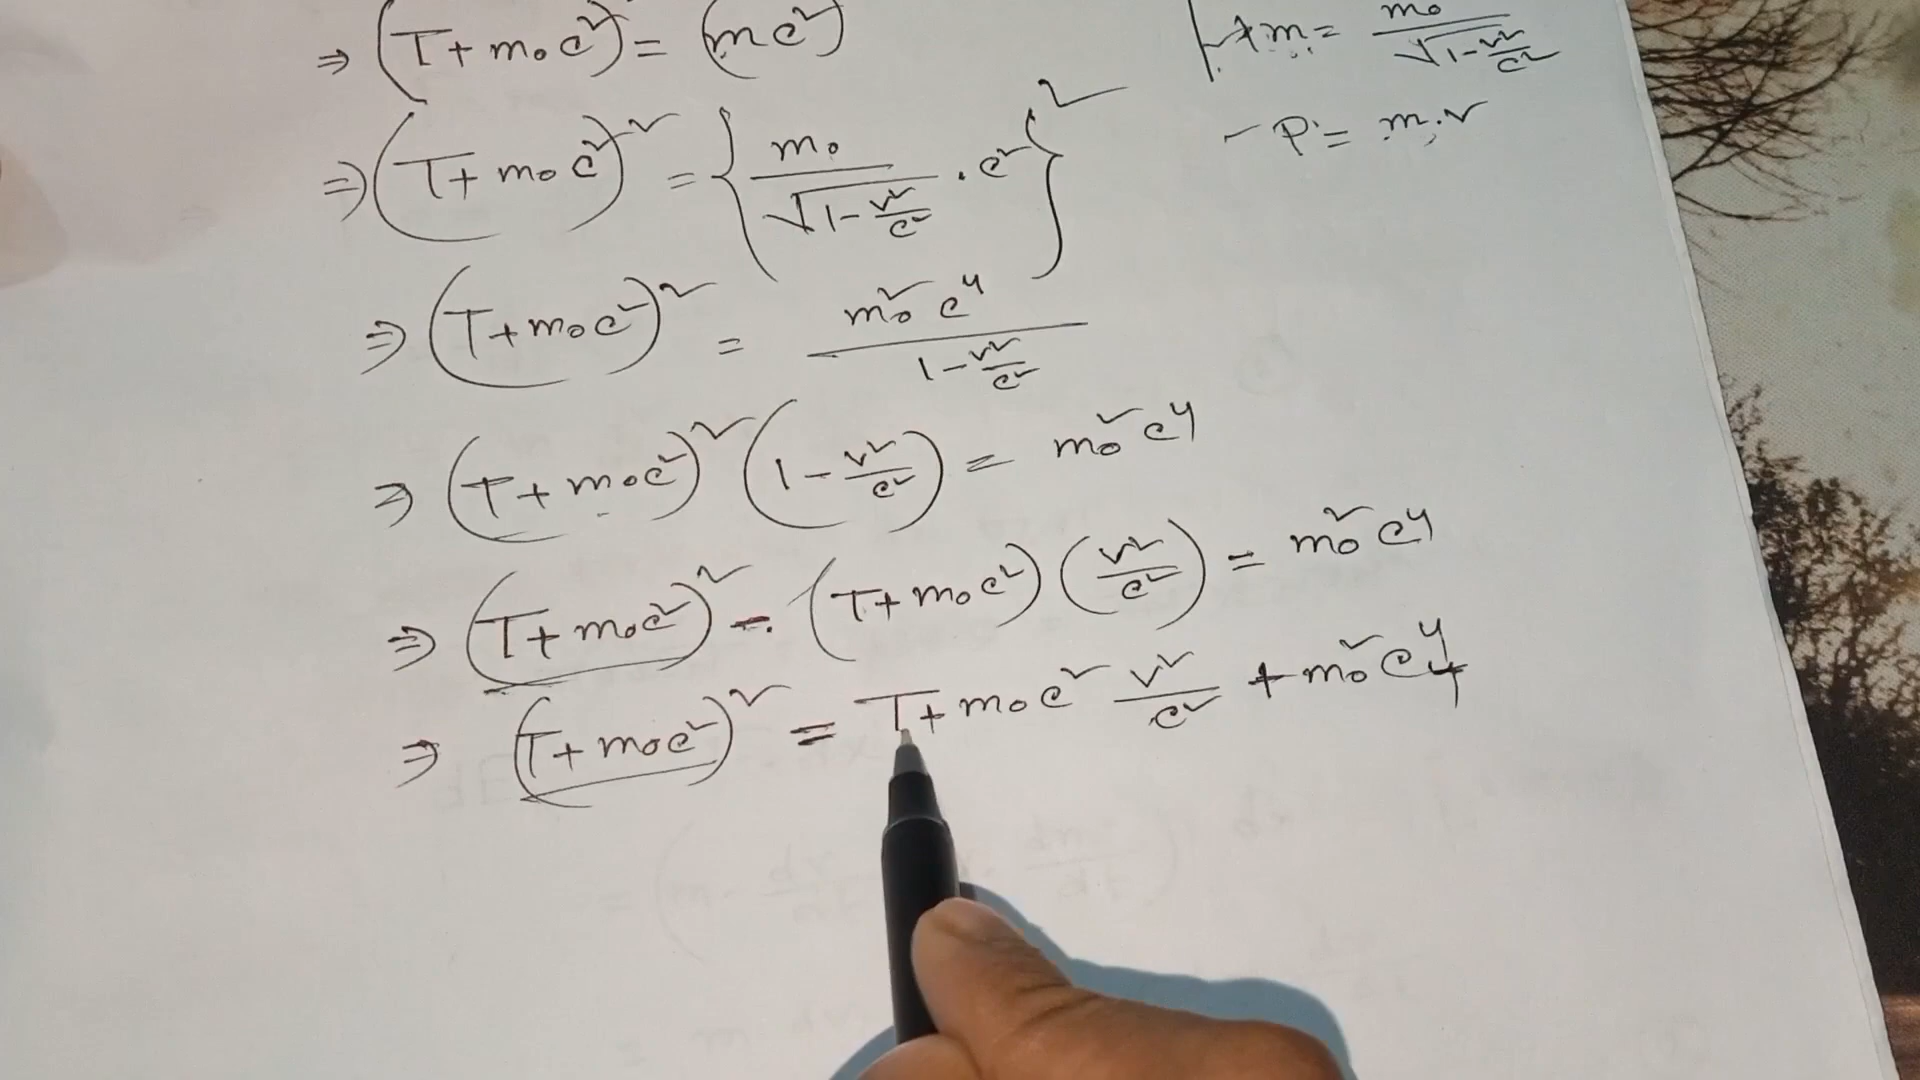 ⇒ (T + m₀c²) = (mc²)
m = m₀ / √(1 - v²/c²)
- P = m.v
⇒ (T + m₀c²)² = { m₀ / √(1 - v²/c²) . c² }²
⇒ (T + m₀c²)² = m₀²c⁴ / (1 - v²/c²)
⇒ (T + m₀c²)² (1 - v²/c²) = m₀²c⁴
⇒ (T + m₀c²)² - (T + m₀c²) (v²/c²) = m₀²c⁴
⇒ (T + m₀c²)² = T + m₀c² v²/c² + m₀²c⁴